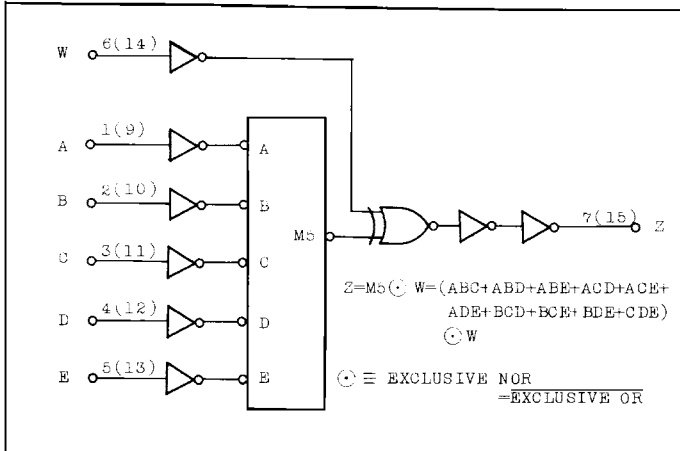 W 6(14)
A 1(9) A
B 2(10) B
M5 7(15) Z
C 3(11) C
Z=M5⊙ W=(ABC+ABD+ABE+ACD+ACE+
D 4(12) D ADE+BCD+BCE+BDE+CDE)
⊙W
E 5(13) E ⊙ ≡ EXCLUSIVE NOR
=EXCLUSIVE OR